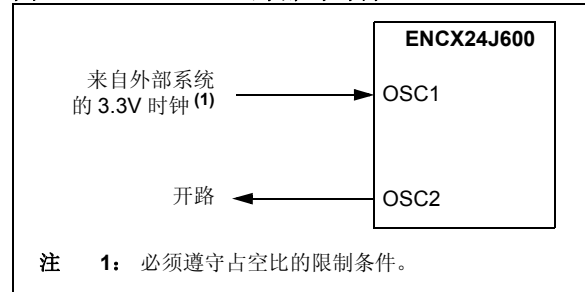 ENCX24J600
来自外部系统
的 3.3V 时钟 (1)
OSC1
开路
OSC2
注 1： 必须遵守占空比的限制条件。